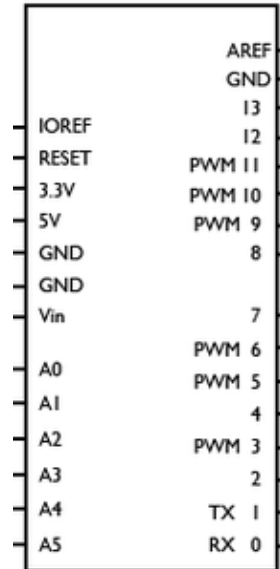 AREF
GND
13
12
PWM 11
PWM 10
PWM 9
8
7
PWM 6
PWM 5
4
PWM 3
2
TX 1
RX 0
IOREF
RESET
3.3V
5V
GND
GND
Vin
A0
A1
A2
A3
A4
A5